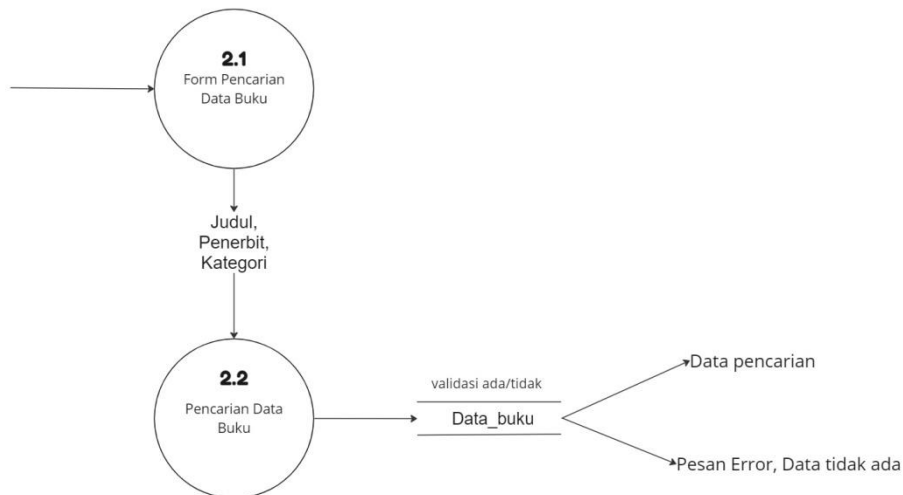 2.1
Form Pencarian
Data Buku
Judul,
Penerbit,
Kategori
2.2
Pencarian Data
Buku
validasi ada/tidak
Data_buku
Data pencarian
Pesan Error, Data tidak ada